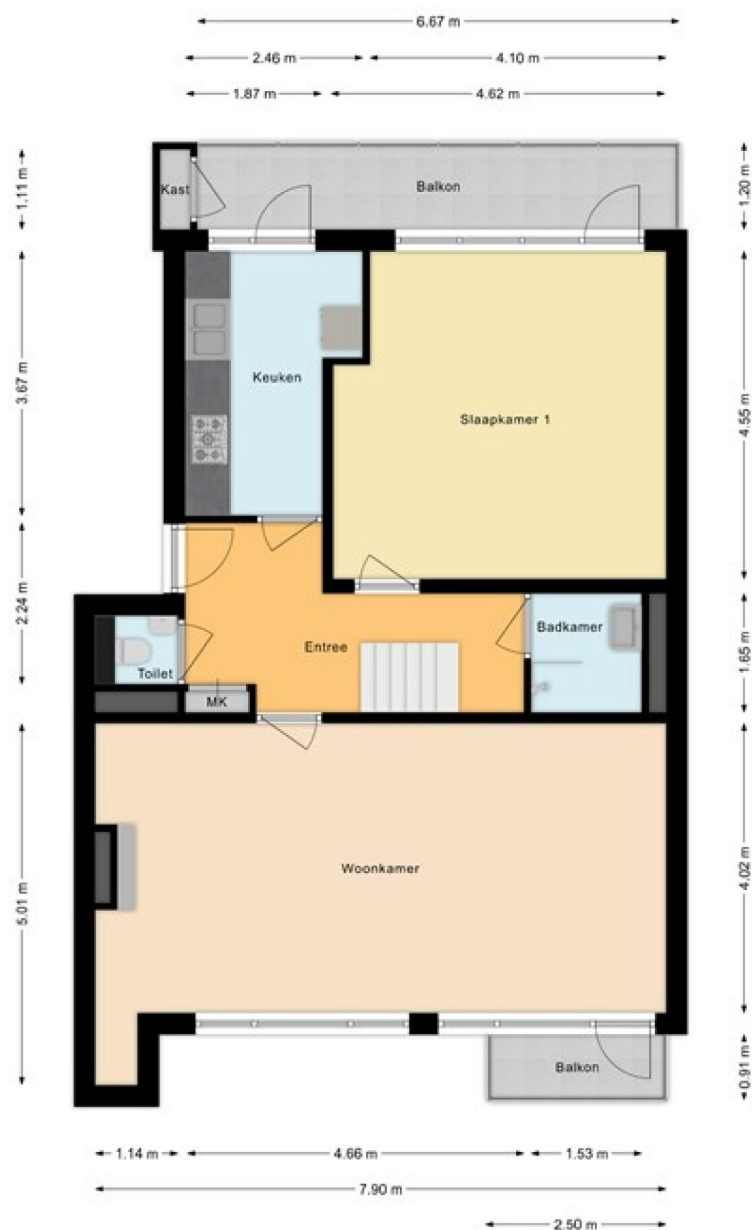 6.67 m
2.46 m 4.10 m
1.87 m 4.62 m
1.11 m
Kast
Balkon
1.20 m
3.67 m
Keuken
Slaapkamer 1
4.55 m
2.24 m
Toilet
MK
Entree
Badkamer
1.65 m
5.01 m
Woonkamer
4.02 m
Balkon
0.91 m
1.14 m 4.66 m 1.53 m
7.90 m
2.50 m